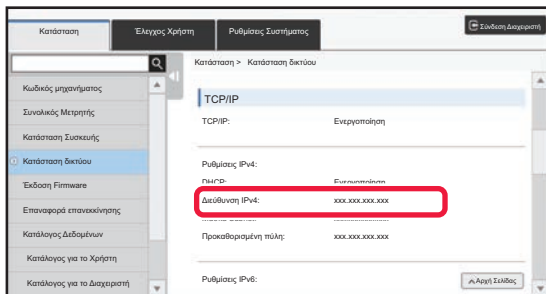 Κατάσταση
Έλεγχος Χρήστη
Ρυθμίσεις Συστήματος
Σύνδεση Διαχειριστή
Κατάσταση > Κατάσταση δικτύου
Κωδικός μηχανήματος
Συνολικός Μετρητής
Κατάσταση Συσκευής
Κατάσταση δικτύου
Έκδοση Firmware
Επαναφορά επανεκκίνησης
Κατάλογος Δεδομένων
Κατάλογος για το Χρήστη
Κατάλογος για το Διαχειριστή
TCP/IP
TCP/IP: Ενεργοποίηση
Ρυθμίσεις IPv4:
DHCP: Ενεργοποίηση
Διεύθυνση IPv4: xxx.xxx.xxx.xxx
Προκαθορισμένη πύλη: xxx.xxx.xxx.xxx
Ρυθμίσεις IPv6:
Αρχή Σελίδας